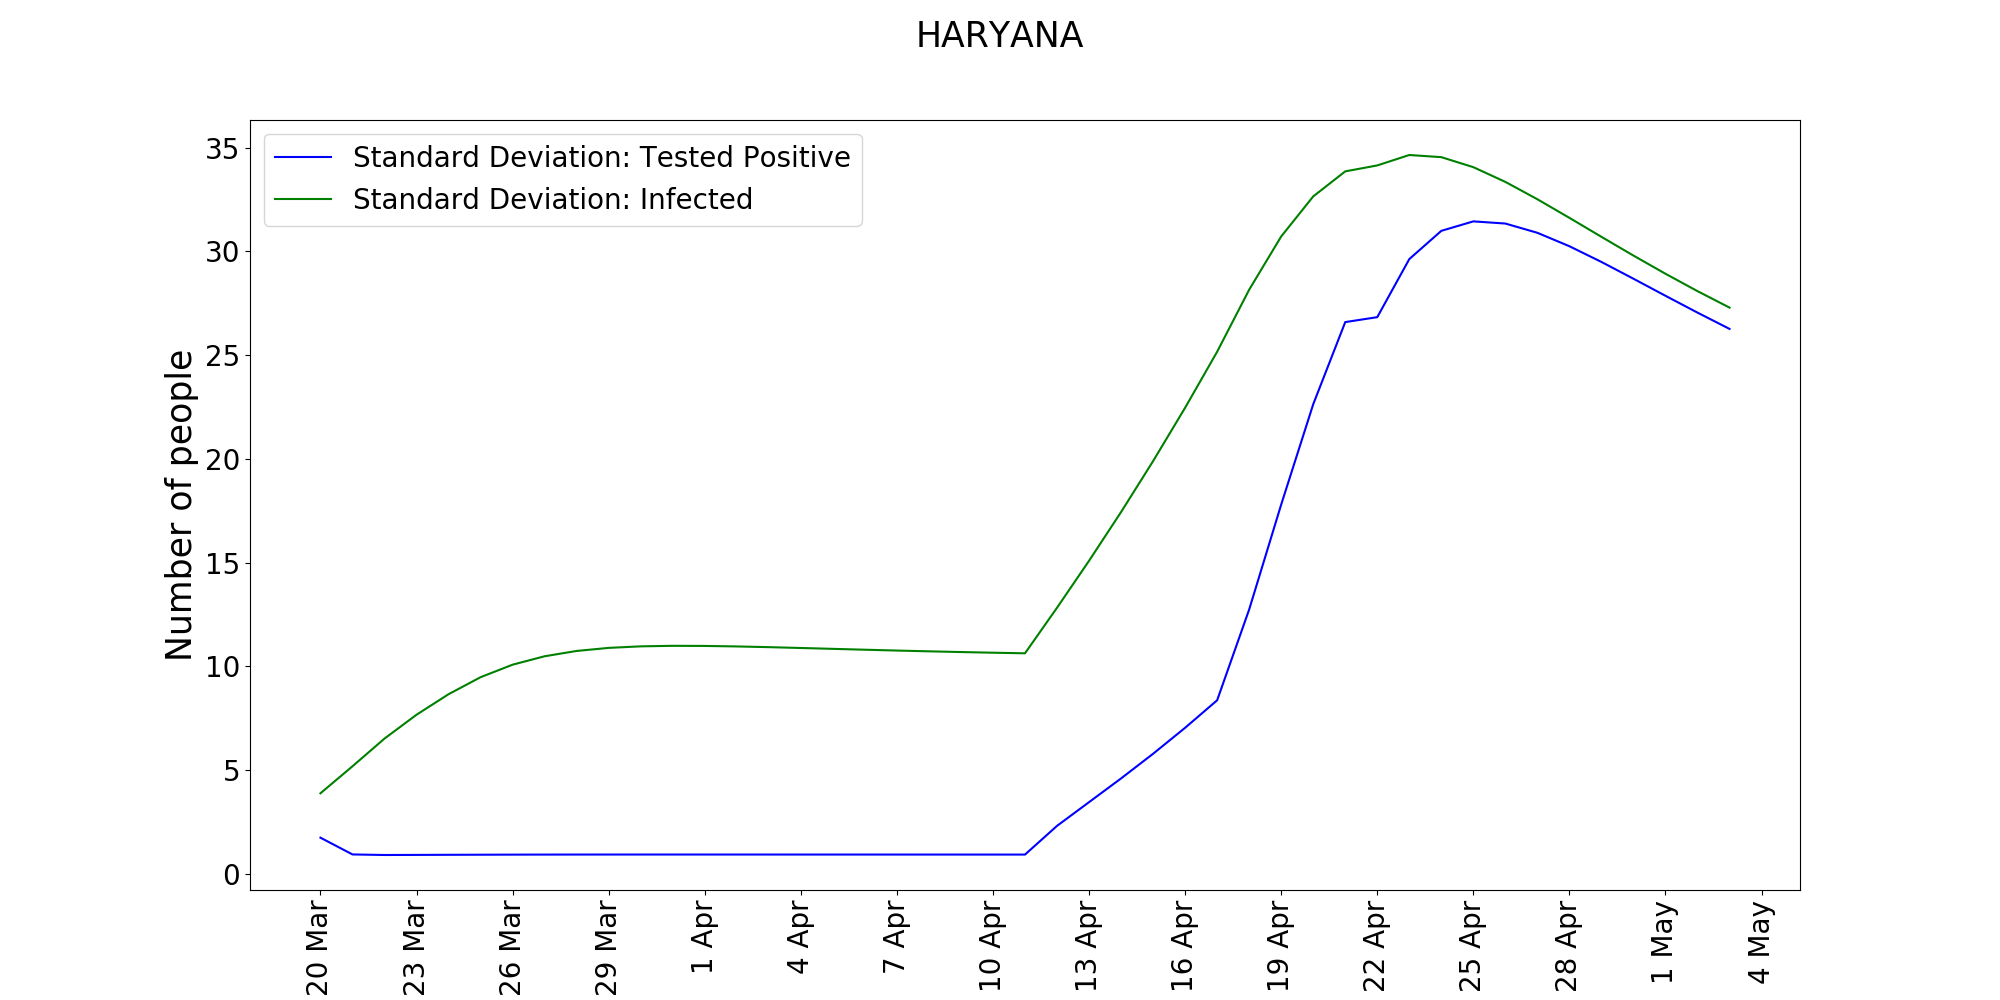 HARYANA
Standard Deviation: Tested Positive
Standard Deviation: Infected
Number of people
35
30
25
20
15
10
5
0
20 Mar
23 Mar
26 Mar
29 Mar
1 Apr
4 Apr
7 Apr
10 Apr
13 Apr
16 Apr
19 Apr
22 Apr
25 Apr
28 Apr
1 May
4 May